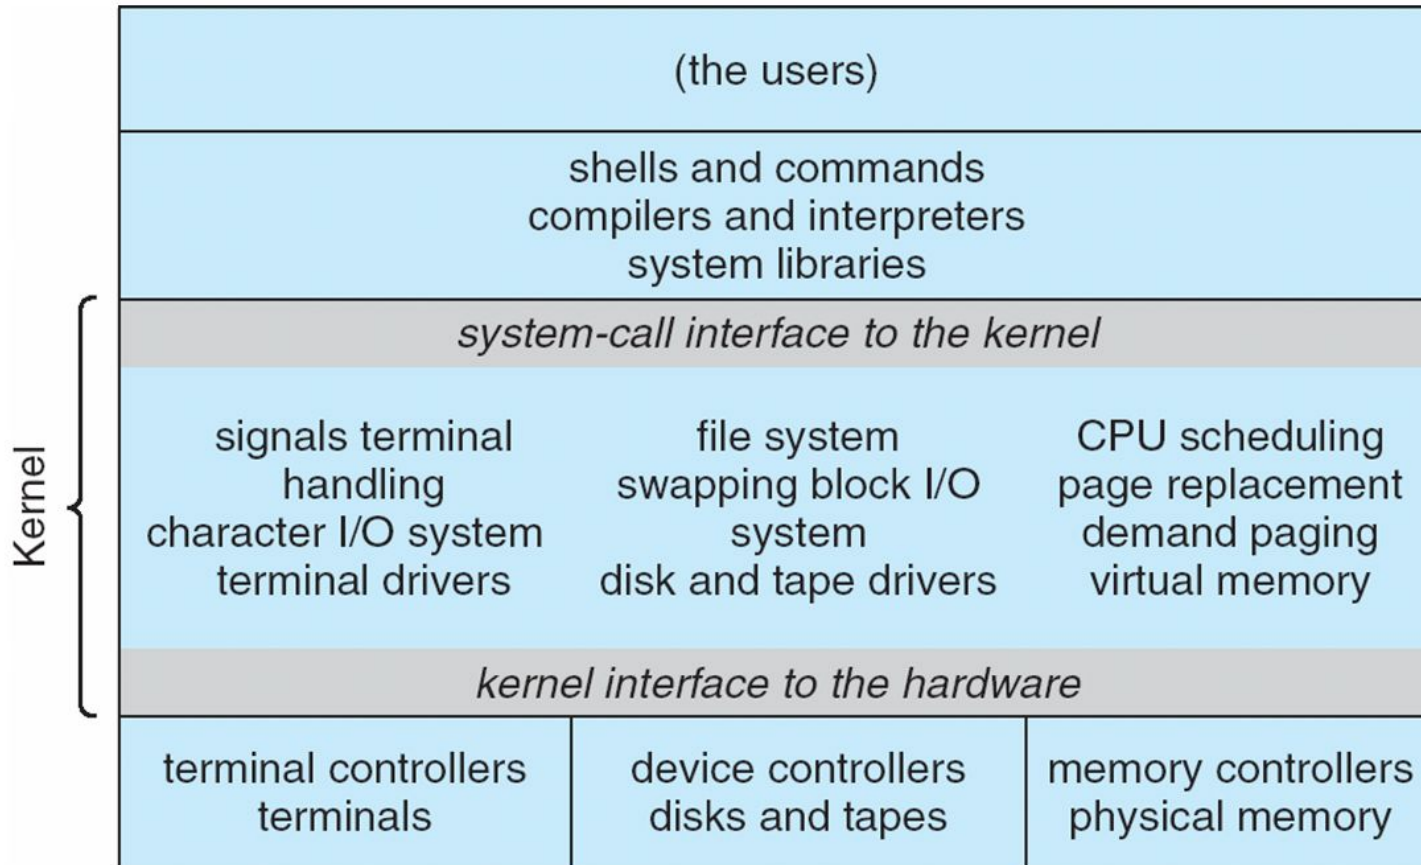 (the users)
shells and commands
compilers and interpreters
system libraries
Kernel
system-call interface to the kernel
signals terminal
handling
character I/O system
terminal drivers
file system
swapping block I/O
system
disk and tape drivers
CPU scheduling
page replacement
demand paging
virtual memory
kernel interface to the hardware
terminal controllers
terminals
device controllers
disks and tapes
memory controllers
physical memory